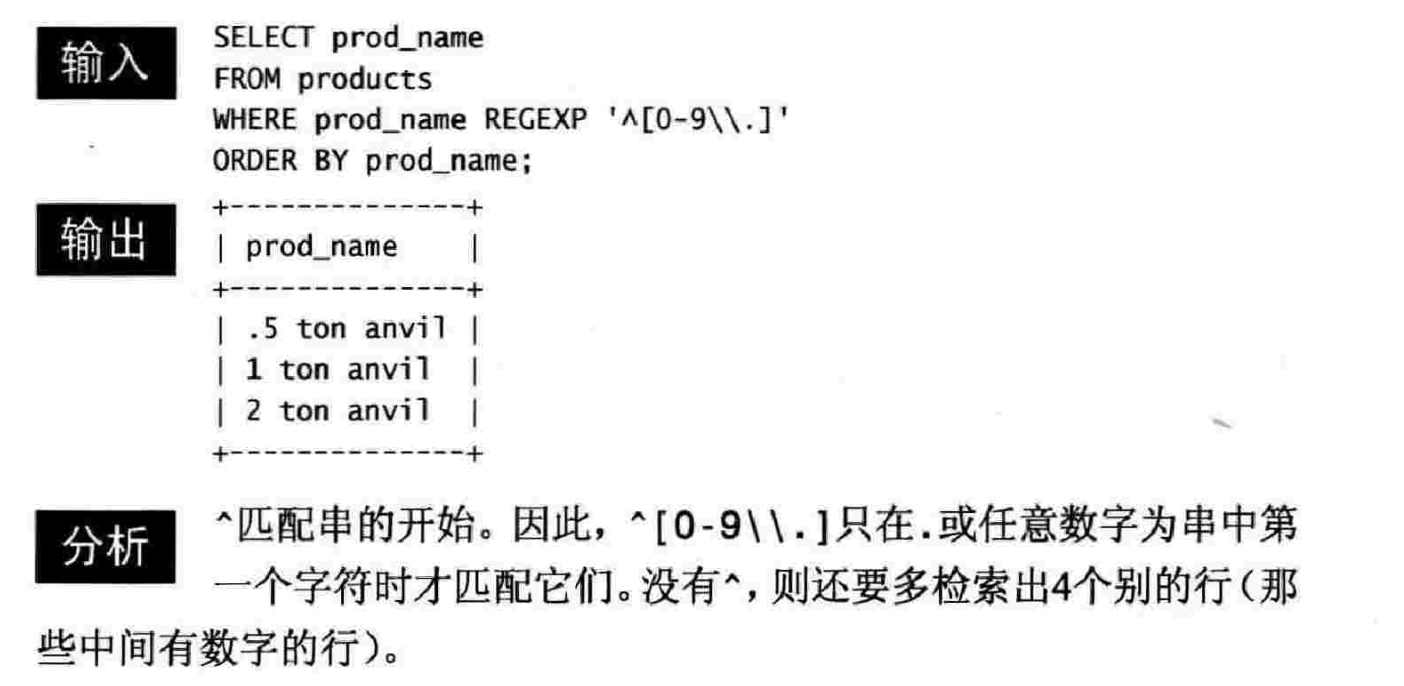 输入
SELECT prod_name
FROM products
WHERE prod_name REGEXP '^[0-9\\.]'
ORDER BY prod_name;
输出
+--------------+
| prod_name    |
+--------------+
| .5 ton anvil |
| 1 ton anvil  |
| 2 ton anvil  |
+--------------+
分析
^匹配串的开始。因此，^[0-9\\.]只在.或任意数字为串中第
一个字符时才匹配它们。没有^，则还要多检索出4个别的行（那
些中间有数字的行）。